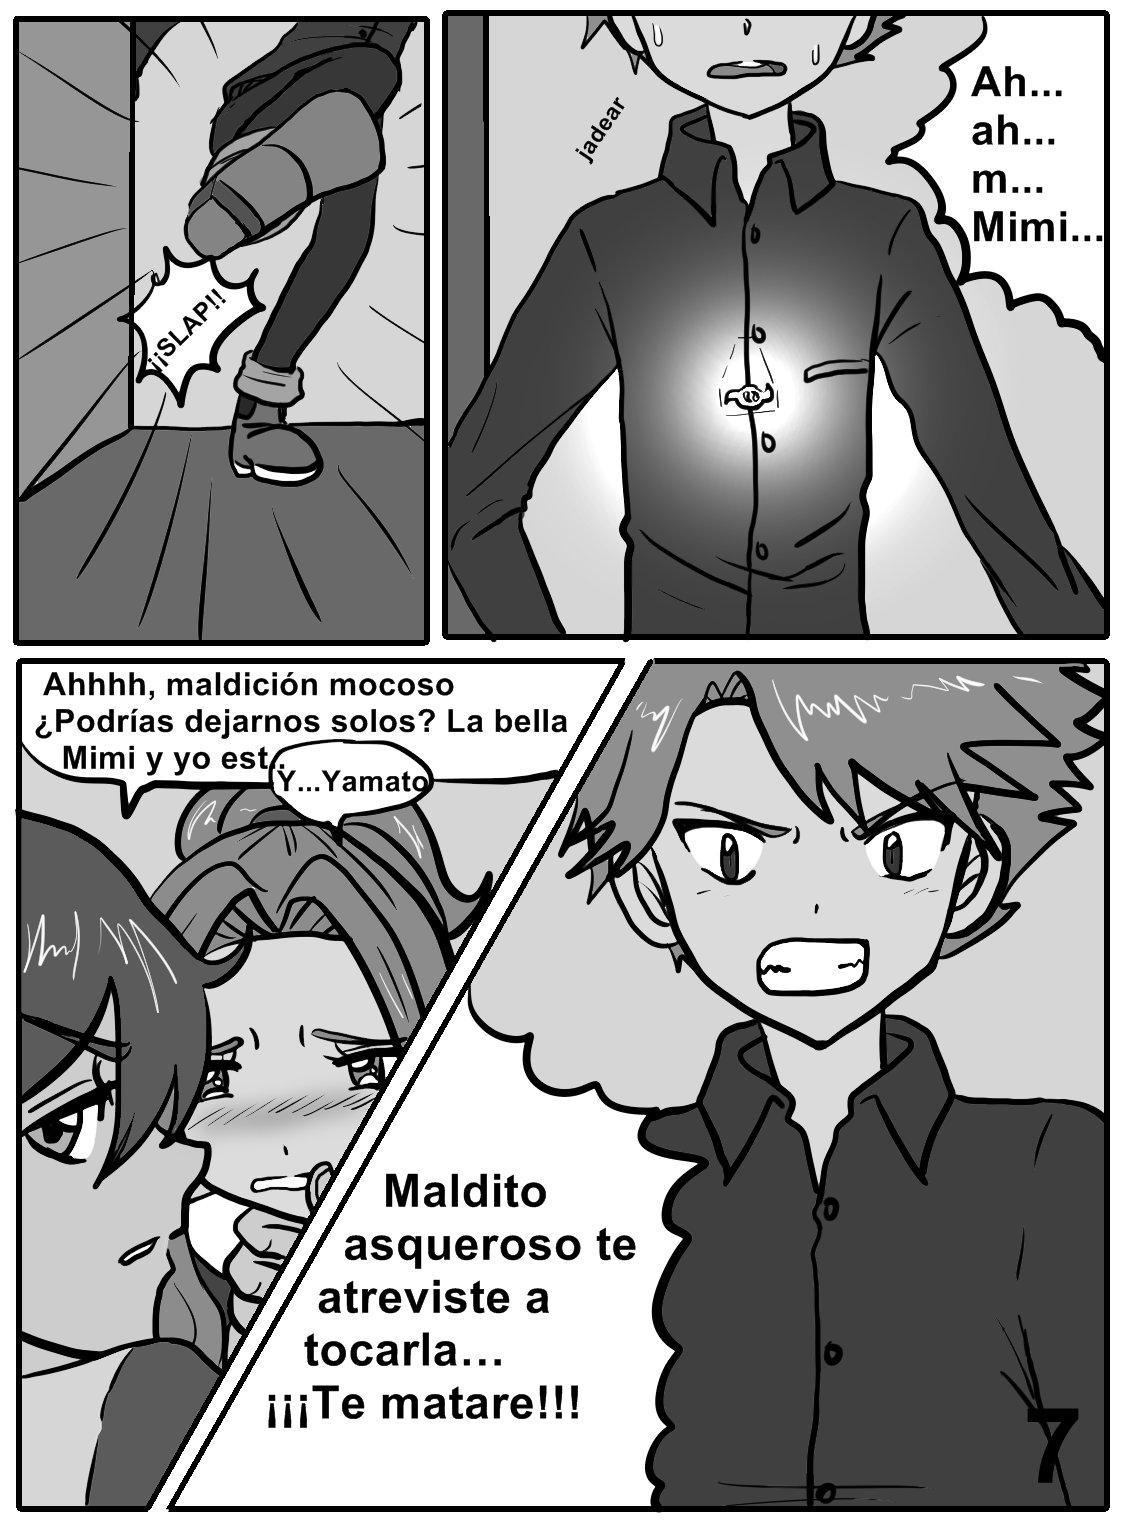 ¡¡SLAP!!
jadear
Ah...
ah...
m...
Mimi...
Ahhhh, maldición mocoso
¿Podrías dejarnos solos? La bella
Mimi y yo est..
Y...Yamato
Maldito
asqueroso te
atreviste a
tocarla...
¡¡¡Te matare!!!
7